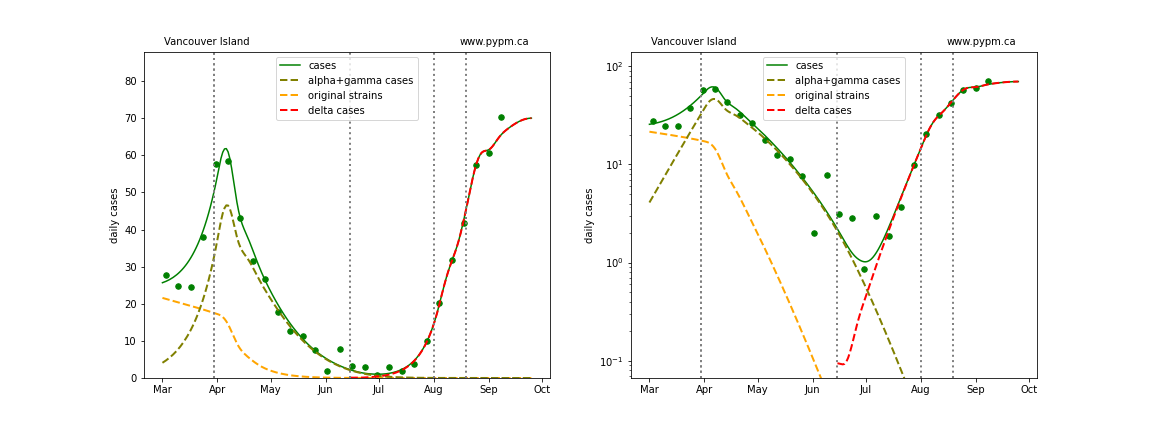 Vancouver Island www.pypm.ca
cases
alpha+gamma cases
original strains
delta cases
daily cases
80
70
60
50
40
30
20
10
0
Mar Apr May Jun Jul Aug Sep Oct
Vancouver Island www.pypm.ca
cases
alpha+gamma cases
original strains
delta cases
daily cases
10²
10¹
10⁰
10⁻¹
Mar Apr May Jun Jul Aug Sep Oct